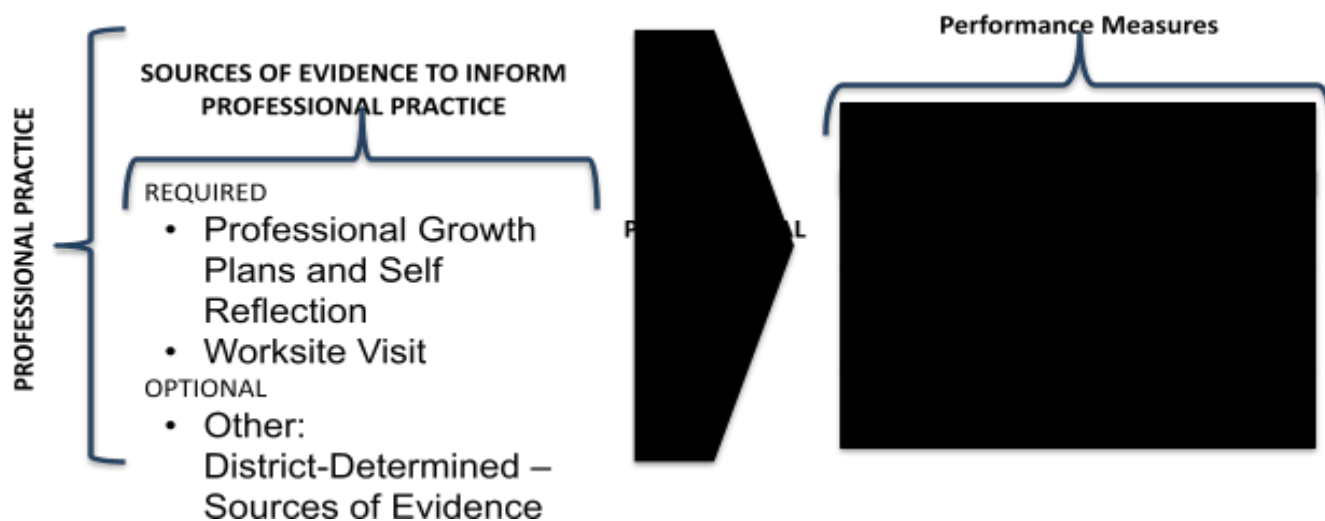 PROFESSIONAL PRACTICE
SOURCES OF EVIDENCE TO INFORM
PROFESSIONAL PRACTICE
REQUIRED
• Professional Growth
Plans and Self
Reflection
• Worksite Visit
OPTIONAL
• Other:
District-Determined –
Sources of Evidence
Performance Measures